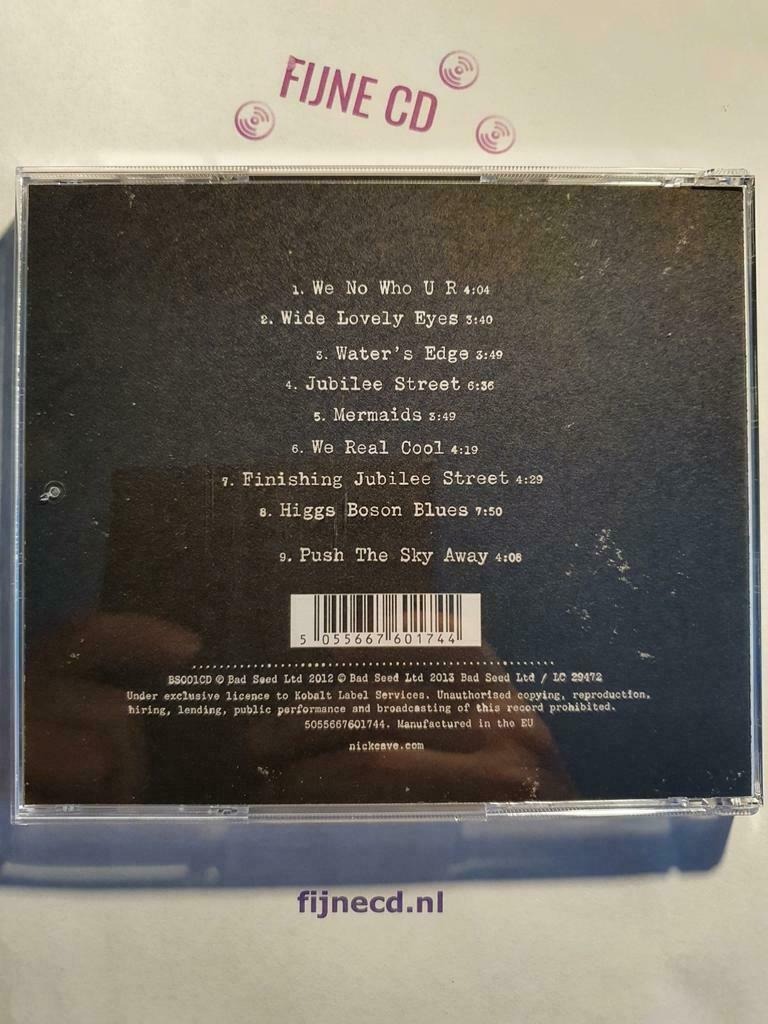 FIJNE CD
1. We No Who U R 4:04
2. Wide Lovely Eyes 3:40
3. Water's Edge 3:49
4. Jubilee Street 6:36
5. Mermaids 3:49
6. We Real Cool 4:19
7. Finishing Jubilee Street 4:29
8. Higgs Boson Blues 7:50
9. Push The Sky Away 4:08
5 055667 601744
BS001CD ℗ Bad Seed Ltd 2012 © Bad Seed Ltd 2013 Bad Seed Ltd / LC 29472
Under exclusive licence to Kobalt Label Services. Unauthorised copying, reproduction,
hiring, lending, public performance and broadcasting of this record prohibited.
5055667601744. Manufactured in the EU
nickcave.com
fijnecd.nl